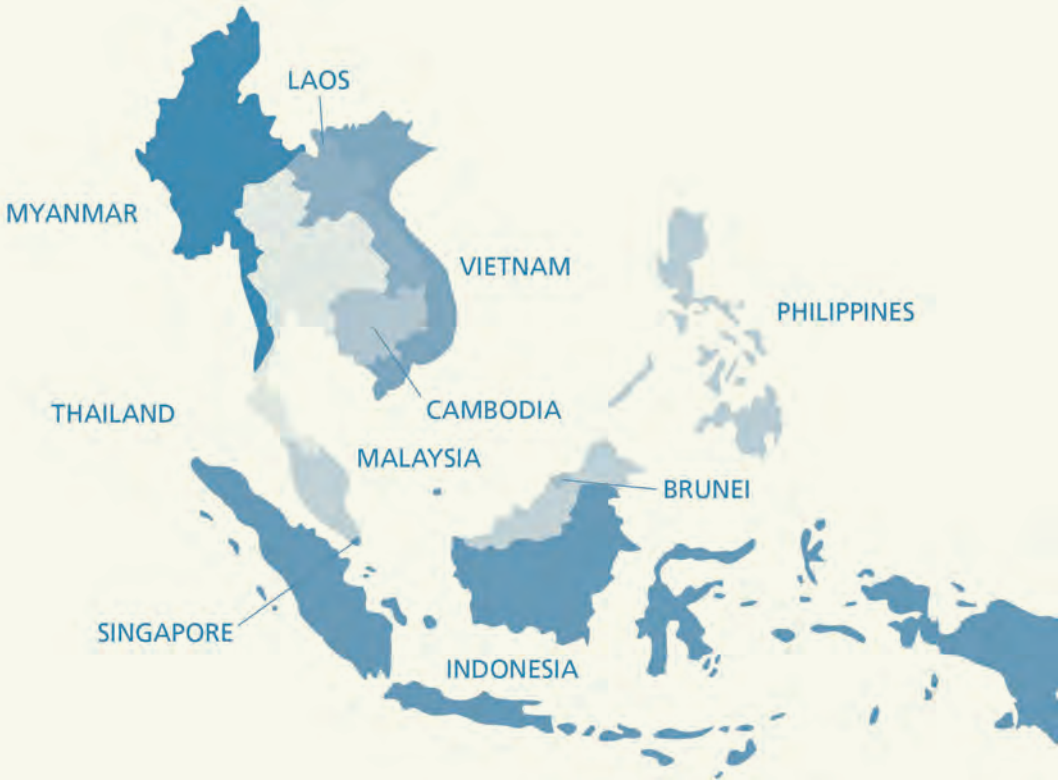 LAOS
MYANMAR
VIETNAM
PHILIPPINES
THAILAND
CAMBODIA
MALAYSIA
BRUNEI
SINGAPORE
INDONESIA